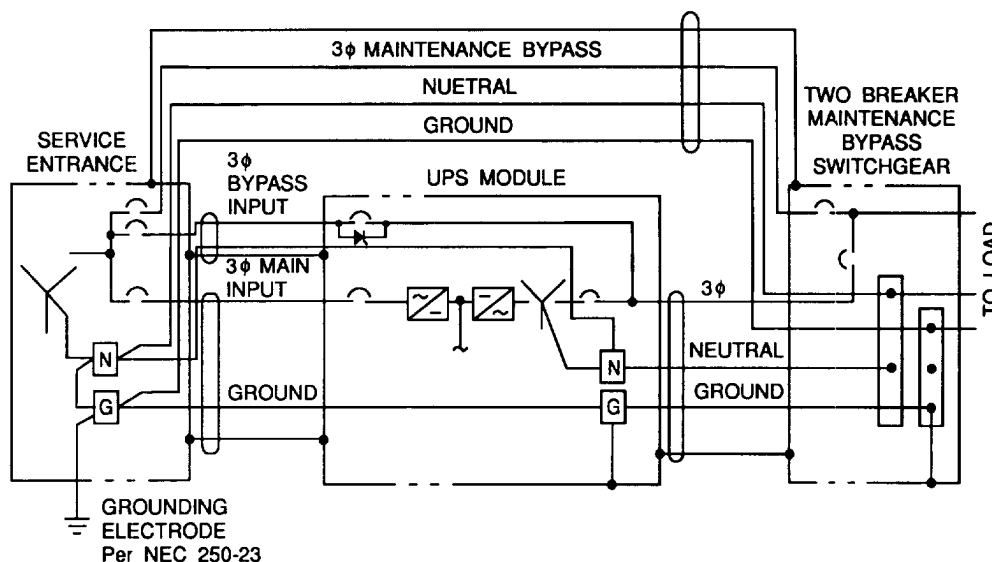 3ϕ MAINTENANCE BYPASS
NUETRAL
GROUND
TWO BREAKER
MAINTENANCE
BYPASS
SWITCHGEAR
SERVICE
ENTRANCE
3ϕ
BYPASS
INPUT
UPS MODULE
3ϕ MAIN
INPUT
3ϕ
TO LOAD
N
N
NEUTRAL
G
GROUND
G
GROUND
GROUNDING
ELECTRODE
Per NEC 250-23